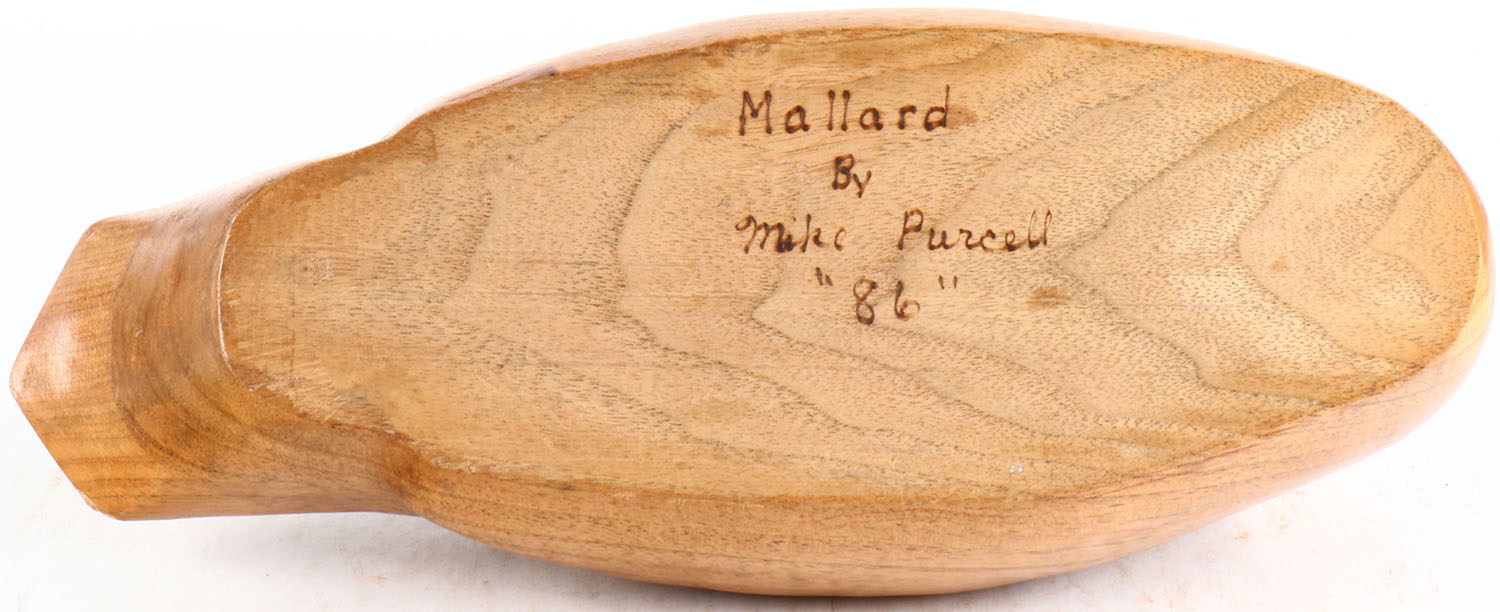 Mallard
By
Mike Purcell
"86"